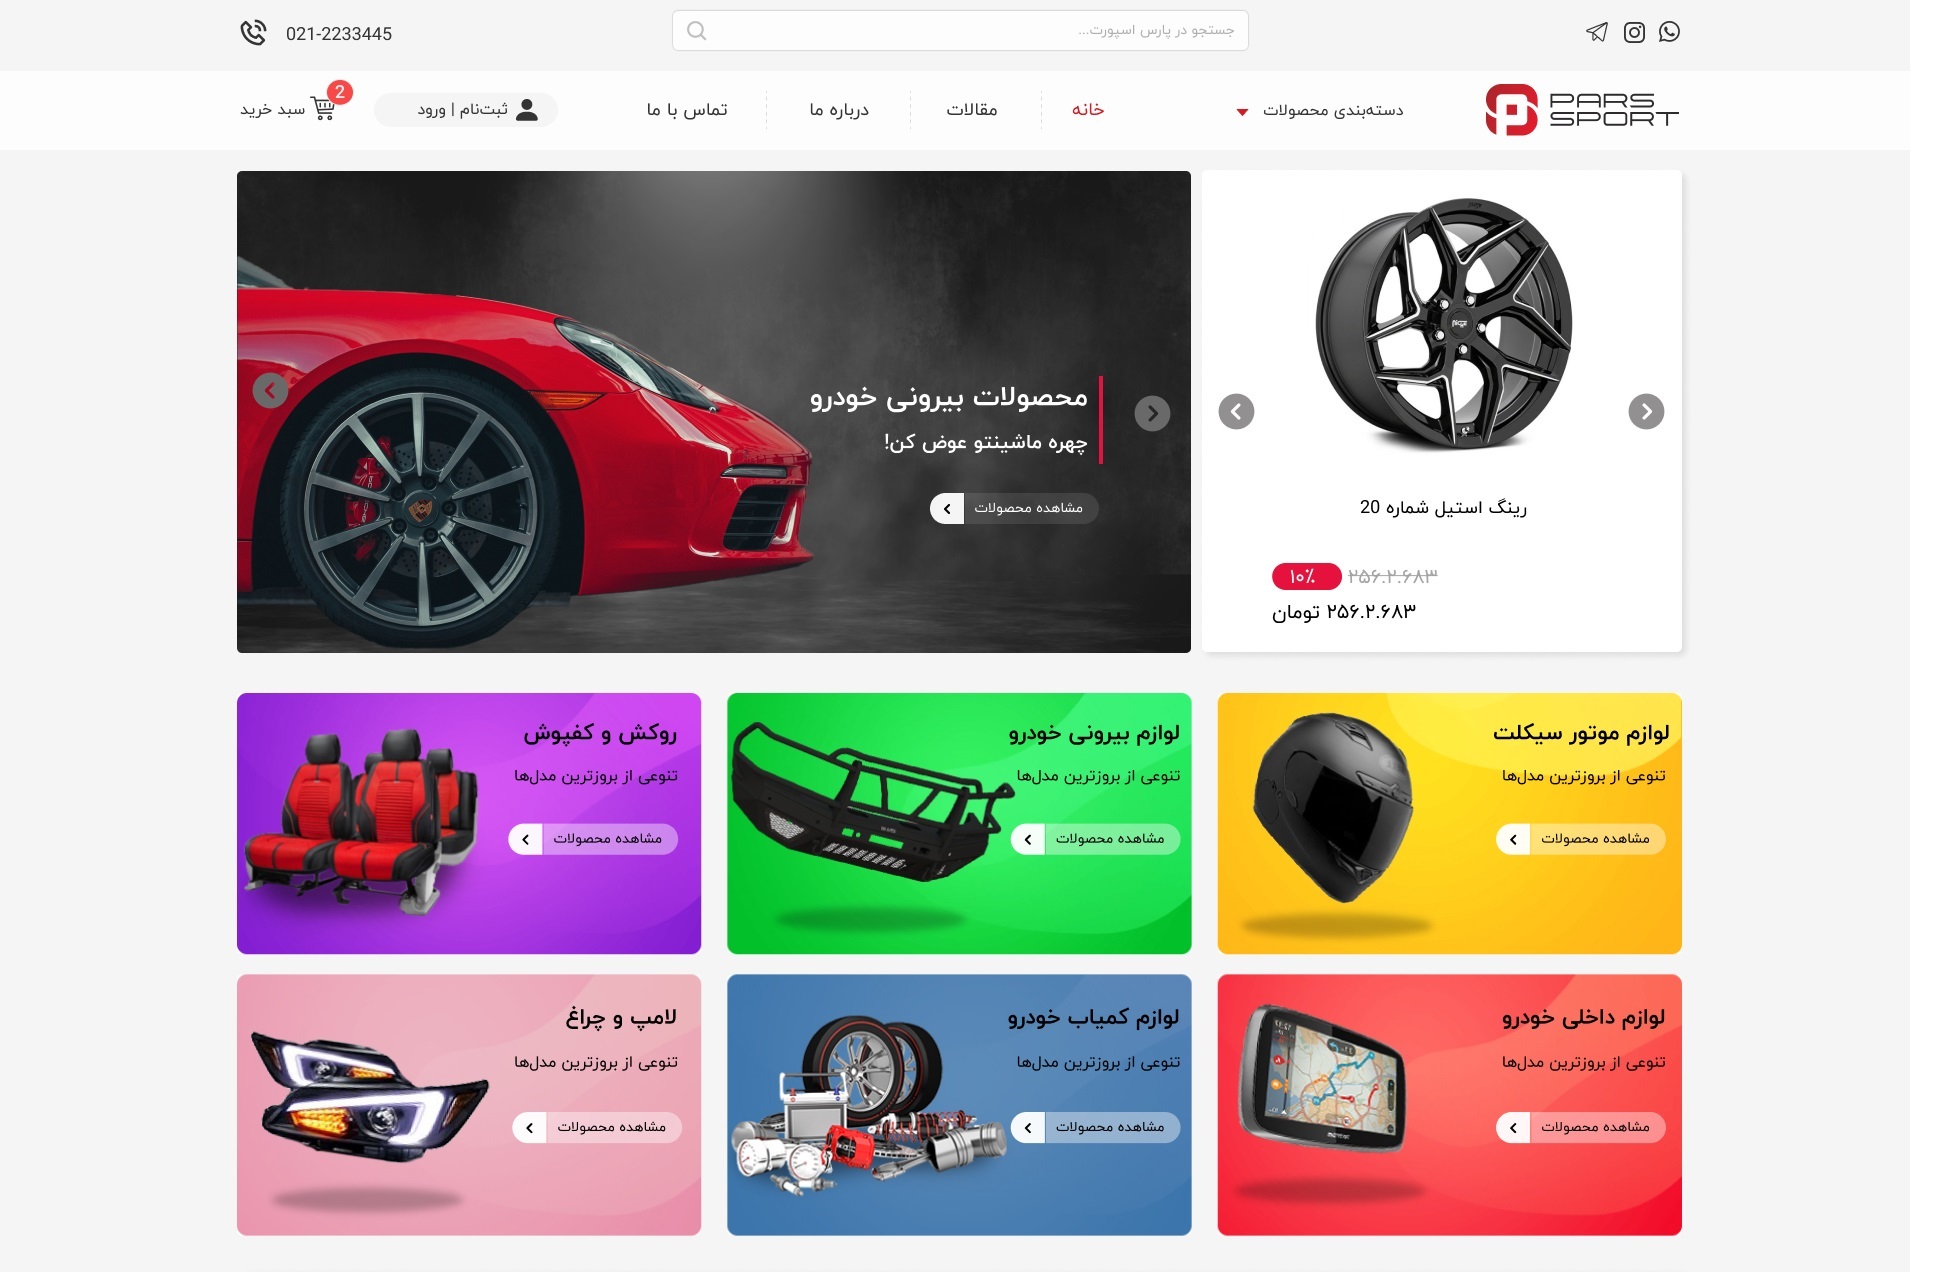 جستجو در پارس اسپورت...
021-2233445
PARS
SPORT
دسته‌بندی محصولات
خانه
مقالات
درباره ما
تماس با ما
ثبت‌نام | ورود
2
سبد خرید
رینگ استیل شماره 20
۲۵۶.۲.۶۸۳
۱۰٪
۲۵۶.۲.۶۸۳ تومان
محصولات بیرونی خودرو
چهره ماشینتو عوض کن!
مشاهده محصولات
لوازم موتور سیکلت
تنوعی از بروزترین مدل‌ها
مشاهده محصولات
لوازم بیرونی خودرو
تنوعی از بروزترین مدل‌ها
مشاهده محصولات
روکش و کفپوش
تنوعی از بروزترین مدل‌ها
مشاهده محصولات
لوازم داخلی خودرو
تنوعی از بروزترین مدل‌ها
مشاهده محصولات
لوازم کمیاب خودرو
تنوعی از بروزترین مدل‌ها
مشاهده محصولات
لامپ و چراغ
تنوعی از بروزترین مدل‌ها
مشاهده محصولات